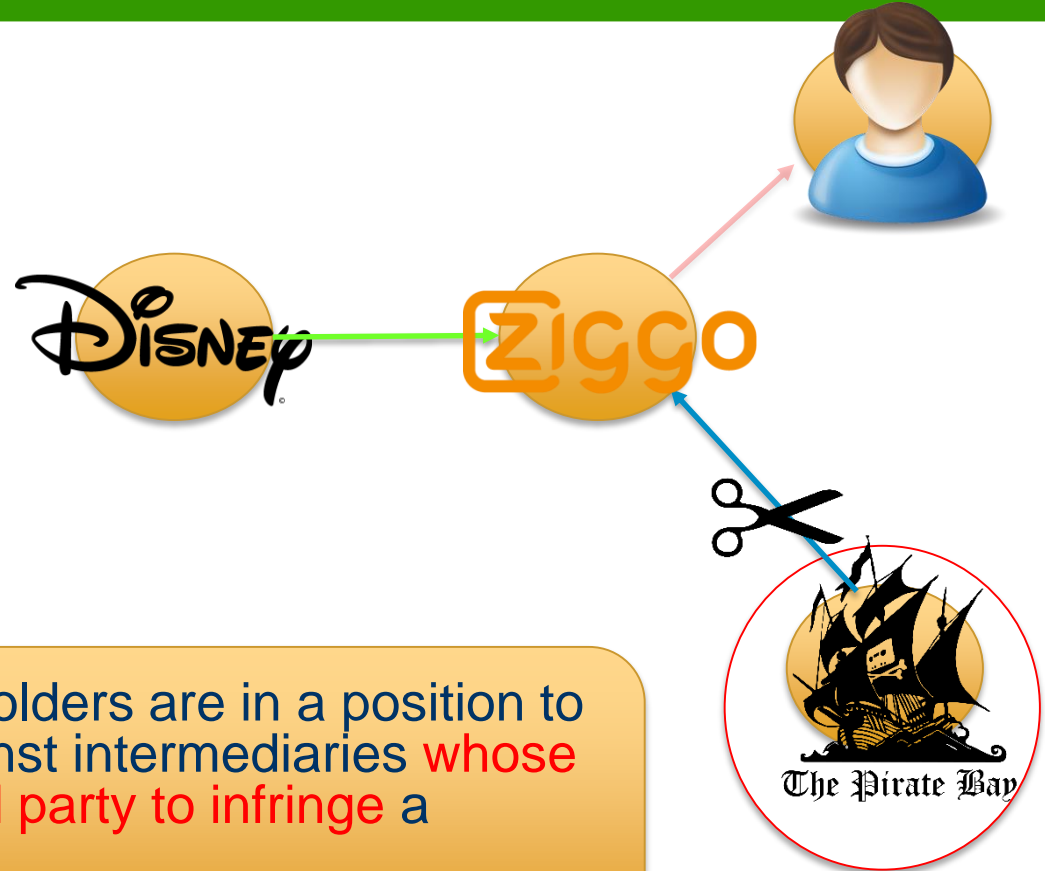 Disney
ziggo
The Pirate Bay
olders are in a position to
nst intermediaries whose
party to infringe a